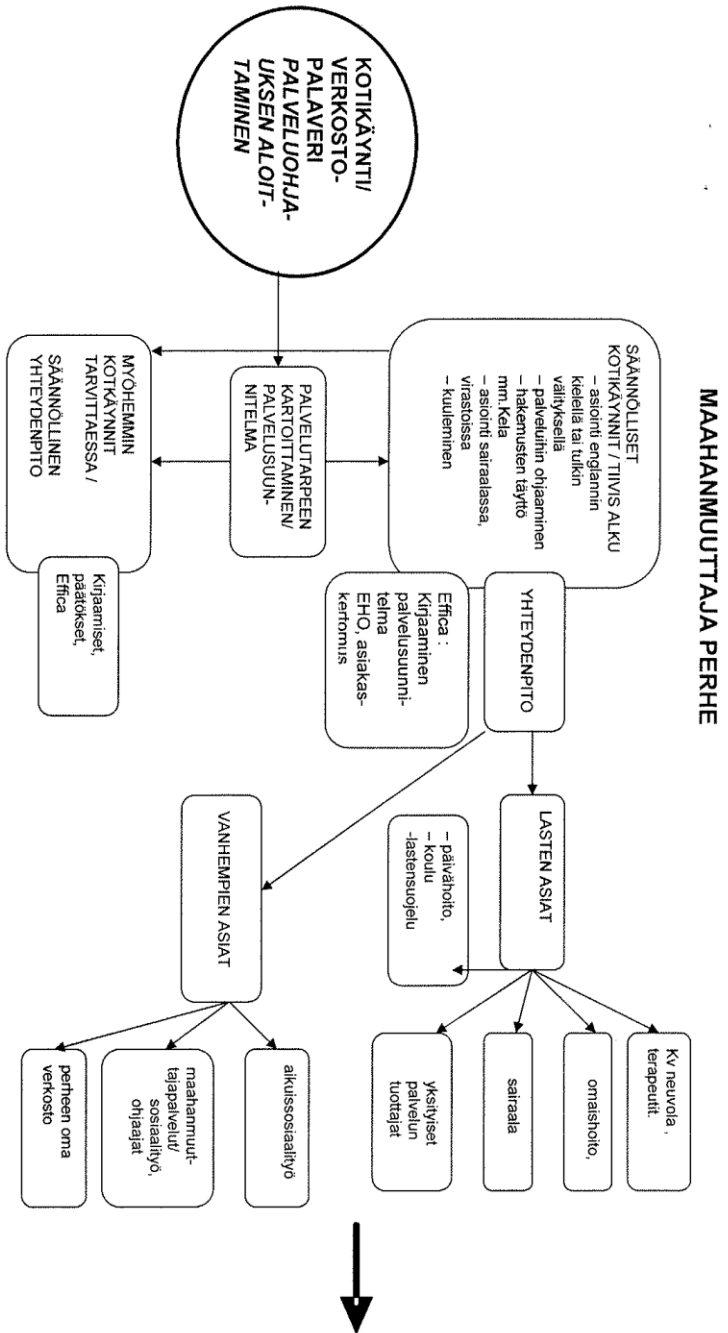 MAAHANMUUTTAJA PERHE
KOTIKÄYNTI/
VERKOSTO-
PALAVERI
PALVELUOHJA-
UKSEN ALOIT-
TAMINEN
SÄÄNNÖLLISET
KOTIKÄYNNIT / TIIVIS ALKU
– asiointi englannin
kielellä tai tulkin
välityksellä
– palveluihin ohjaaminen
– hakemusten täyttö
mm.Kela
– asiointi sairaalassa,
virastoissa
– kuuleminen
PALVELUTARPEEN
KARTOITTAMINEN/
PALVELUSUUN-
NITELMA
MYÖHEMMIN
KOTKÄYNNIT
TARVITTAESSA /
SÄÄNNÖLLINEN
YHTEYDENPITO
YHTEYDENPITO
Effica :
Kirjaaminen
palvelusuunni-
telma
EHO, asiakas-
kertomus
Kirjaamiset,
päätökset,
Effica
LASTEN ASIAT
– päivähoito,
– koulu
-lastensuojelu
VANHEMPIEN ASIAT
Kv neuvola ,
terapeutit.
omaishoito,
sairaala
yksityiset
palvelun
tuottajat
aikuissosiaalityö
maahanmuut-
tajapalvelut/
sosiaalityö,
ohjaajat
perheen oma
verkosto